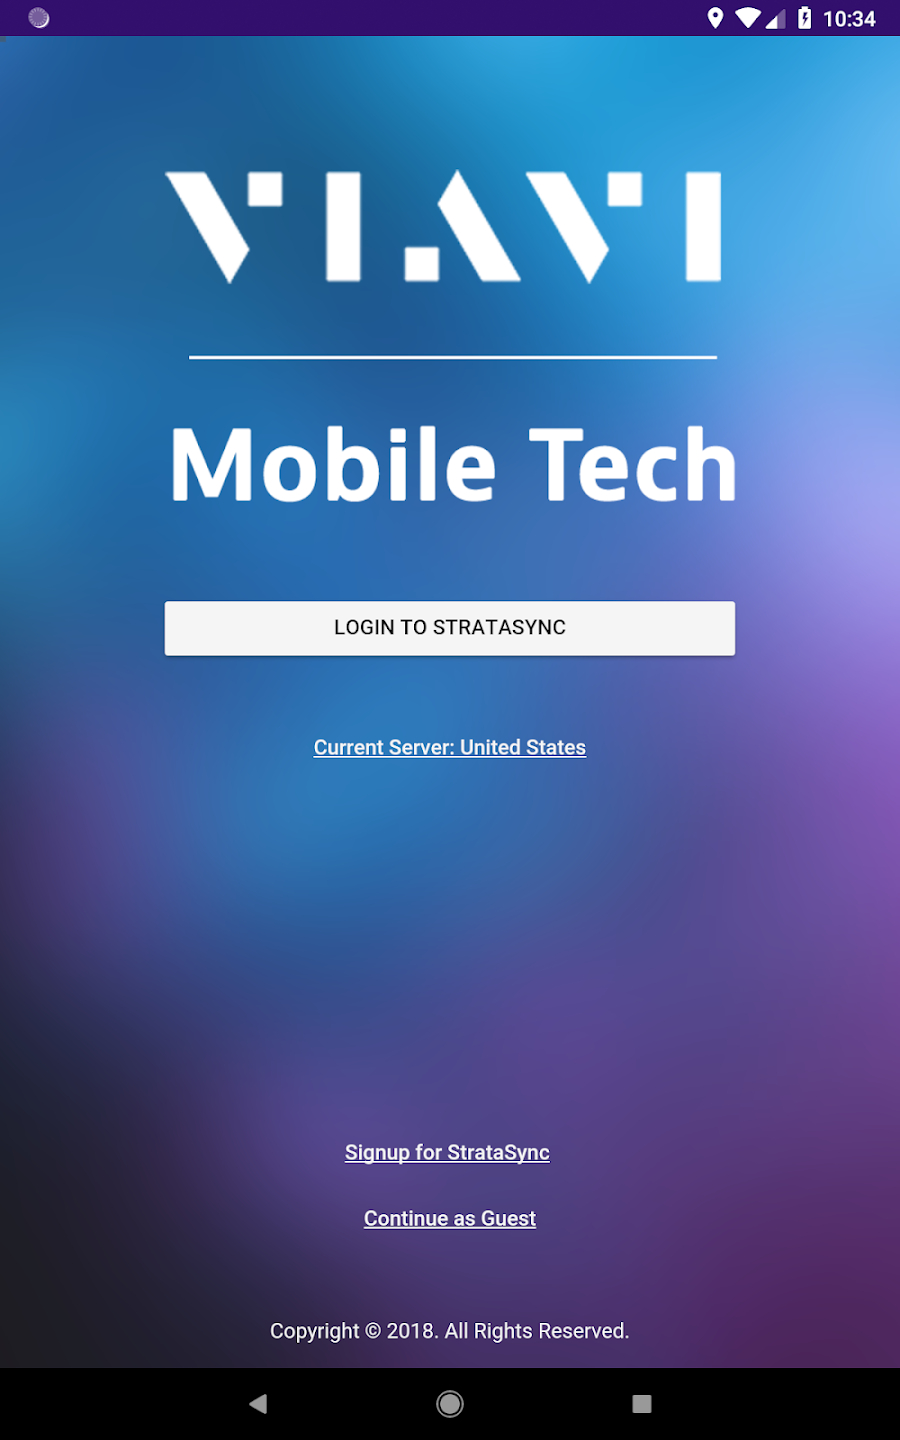 10:34
VIAVI
Mobile Tech
LOGIN TO STRATASYNC
Current Server: United States
Signup for StrataSync
Continue as Guest
Copyright © 2018. All Rights Reserved.